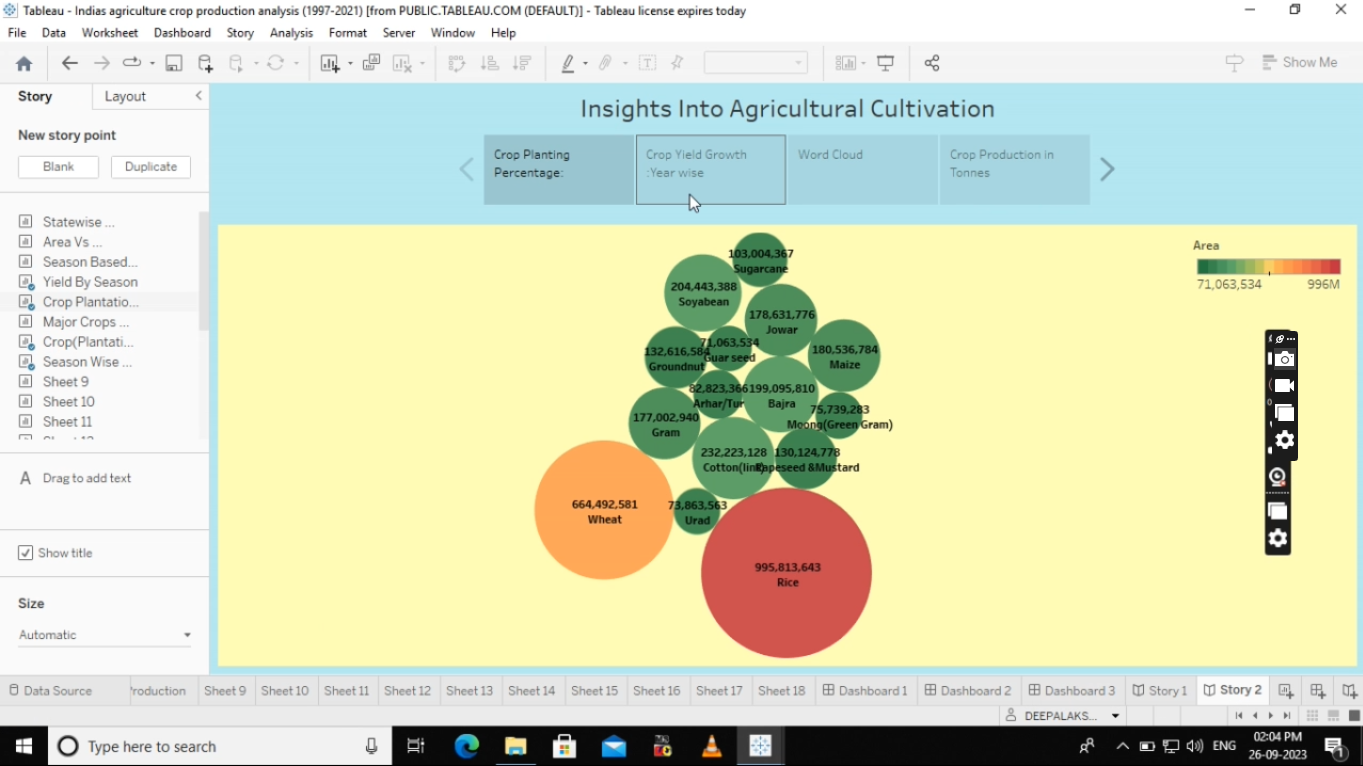 Tableau - Indias agriculture crop production analysis (1997-2021) [from PUBLIC.TABLEAU.COM (DEFAULT)] - Tableau license expires today
File Data Worksheet Dashboard Story Analysis Format Server Window Help
Show Me
Story Layout
New story point
Blank Duplicate
Statewise ...
Area Vs ...
Season Based...
Yield By Season
Crop Plantatio...
Major Crops ...
Crop(Plantati...
Season Wise ...
Sheet 9
Sheet 10
Sheet 11
A Drag to add text
Show title
Size
Automatic
Insights Into Agricultural Cultivation
Crop Planting
Percentage:
Crop Yield Growth
:Year wise
Word Cloud
Crop Production in
Tonnes
103,004,367
Sugarcane
204,443,388
Soyabean
178,631,776
Jowar
132,616,584
Groundnut
71,063,534
Guar seed
180,536,784
Maize
82,823,366
Arhar/Tur
199,095,810
Bajra
75,739,283
Moong(Green Gram)
177,002,940
Gram
232,223,128
Cotton(lint)
130,124,778
Rapeseed &Mustard
664,492,581
Wheat
73,863,563
Urad
995,813,643
Rice
Area
71,063,534 996M
Data Source Sheet 9 Sheet 10 Sheet 11 Sheet 12 Sheet 13 Sheet 14 Sheet 15 Sheet 16 Sheet 17 Sheet 18 Dashboard 1 Dashboard 2 Dashboard 3 Story 1 Story 2
DEEPALAKS...
Type here to search
ENG
02:04 PM
26-09-2023
1